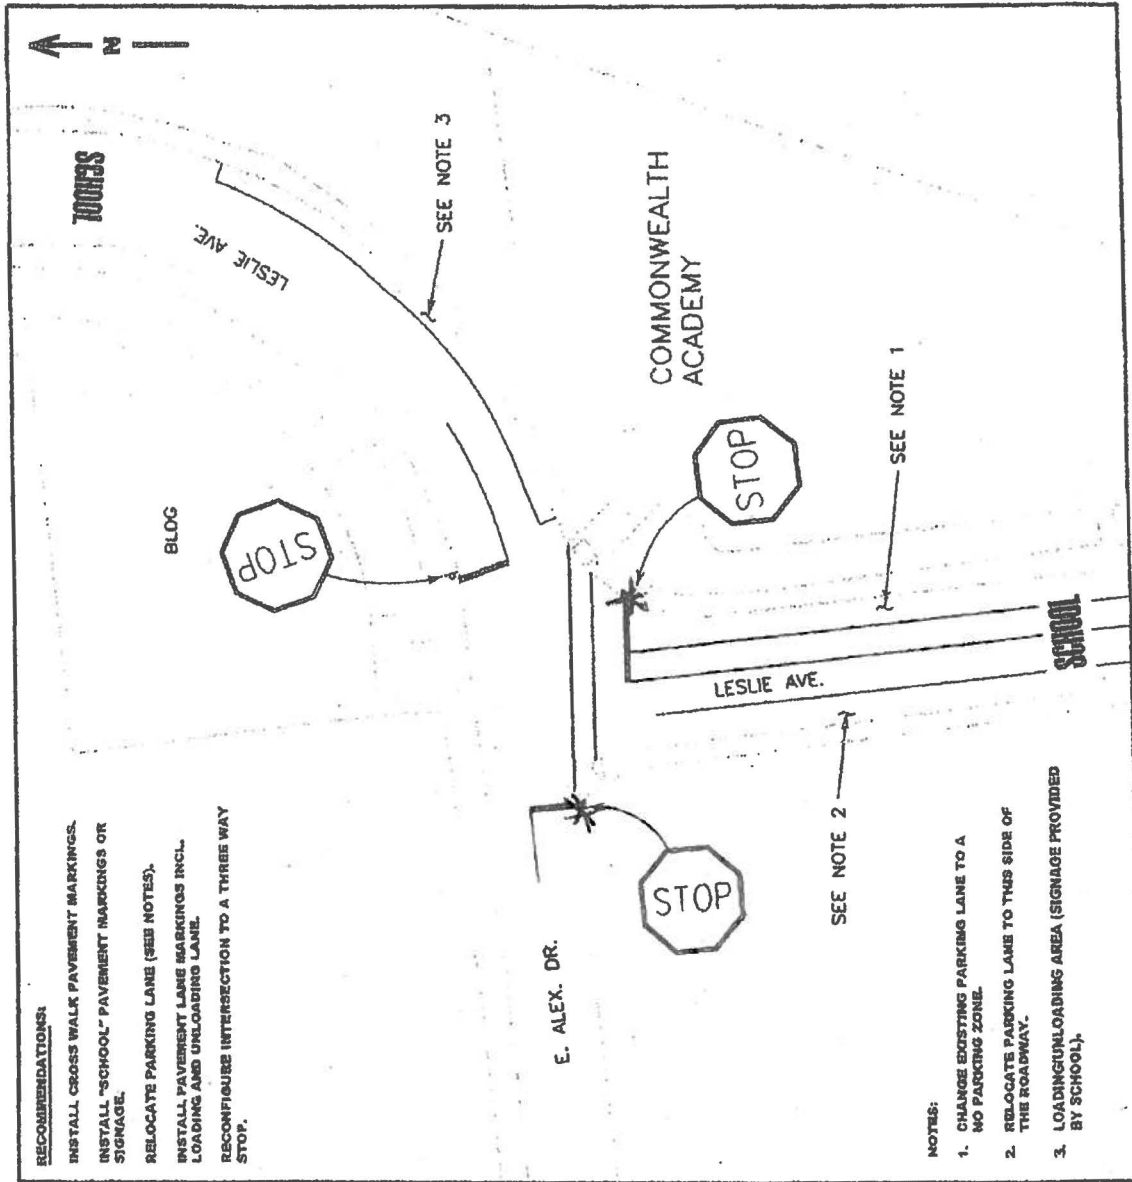 RECOMMENDATIONS:
INSTALL CROSS WALK PAVEMENT MARKINGS.
INSTALL "SCHOOL" PAVEMENT MARKINGS OR
SIGNAGE.
RELOCATE PARKING LANE (SEE NOTES).
INSTALL PAVEMENT LANE MARKINGS INCL.
LOADING AND UNLOADING LANE.
RECONFIGURE INTERSECTION TO A THREE WAY
STOP.
N
SCHOOL
LESLIE AVE.
SEE NOTE 3
BLDG
STOP
COMMONWEALTH
ACADEMY
STOP
SEE NOTE 1
LESLIE AVE.
SCHOOL
SEE NOTE 2
STOP
E. ALEX. DR.
NOTES:
1. CHANGE EXISTING PARKING LANE TO A
NO PARKING ZONE.
2. RELOCATE PARKING LANE TO THIS SIDE OF
THE ROADWAY.
3. LOADING/UNLOADING AREA (SIGNAGE PROVIDED
BY SCHOOL).